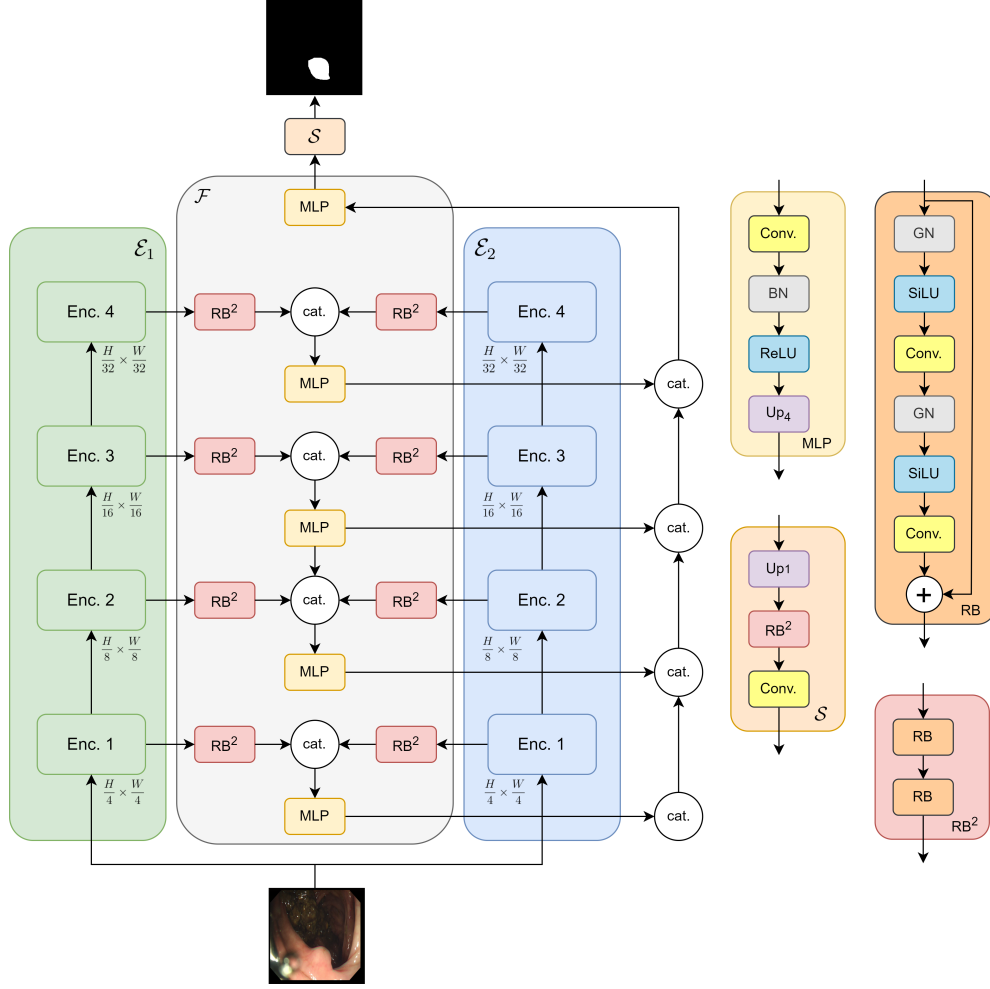 𝒮
ℱ
MLP
ℰ₁
ℰ₂
Enc. 4
RB²
cat.
RB²
Enc. 4
H/32 × W/32
H/32 × W/32
MLP
cat.
Enc. 3
RB²
cat.
RB²
Enc. 3
H/16 × W/16
H/16 × W/16
MLP
cat.
Enc. 2
RB²
cat.
RB²
Enc. 2
H/8 × W/8
H/8 × W/8
MLP
cat.
Enc. 1
RB²
cat.
RB²
Enc. 1
H/4 × W/4
H/4 × W/4
MLP
cat.
Conv.
BN
ReLU
Up₄
MLP
Up₁
RB²
Conv.
𝒮
GN
SiLU
Conv.
GN
SiLU
Conv.
+
RB
RB
RB
RB²